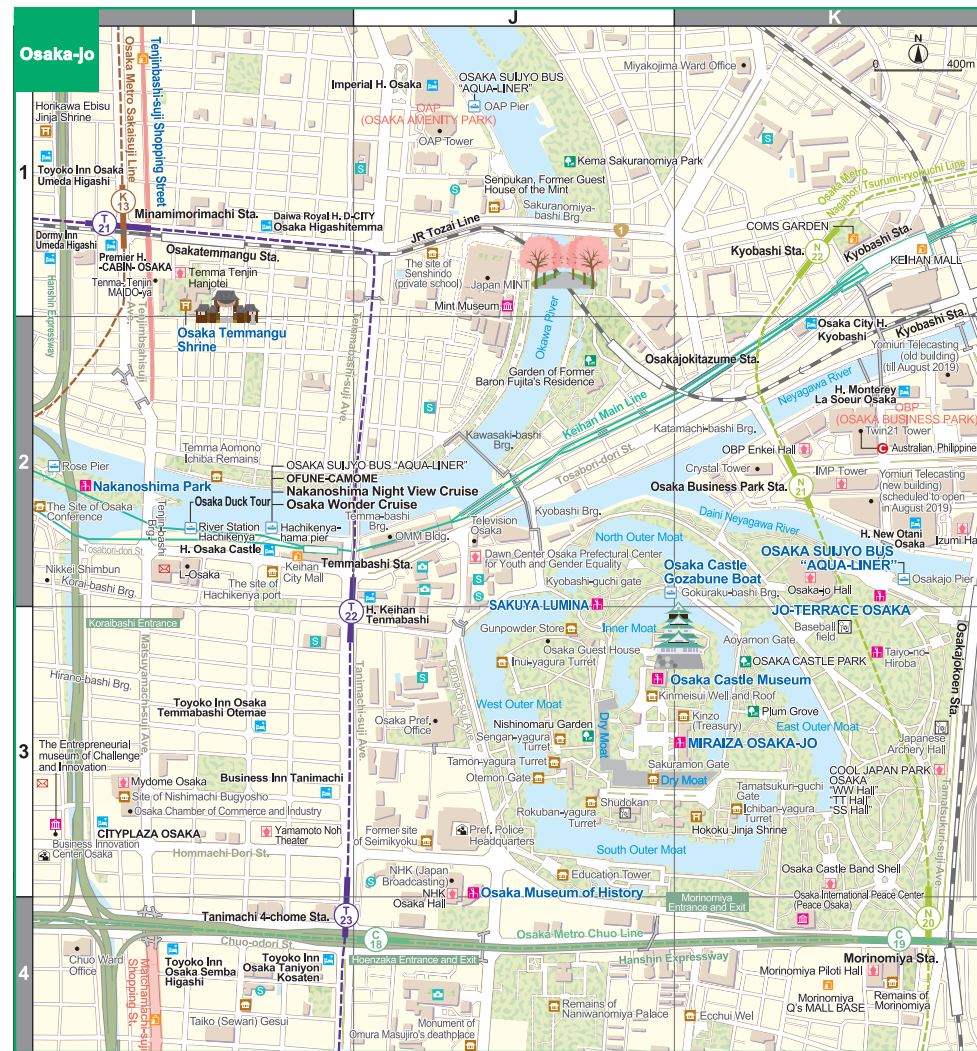 I
J
K
Osaka-jo
N
0
400m
1
2
3
4
Osaka Metro Sakaisuji Line
Tenjinbashi-suji Shopping Street
Horikawa Ebisu
Jinja Shrine
Toyoko Inn Osaka
Umeda Higashi
K
13
T
21
Minamimorimachi Sta.
Dormy Inn
Umeda Higashi
Premier H.
-CABIN- OSAKA
Tenma-Tenjin
MAIDO-ya
Osakatemmangu Sta.
Temma Tenjin
Hanjotei
Daiwa Royal H. D-CITY
Osaka Higashitemma
Osaka Temmangu
Shrine
Hanshin Expressway
Tenjimbsahisuji
Ave.
Temmabashi-suji Ave.
Imperial H. Osaka
OSAKA SUIJYO BUS
"AQUA-LINER"
OAP Pier
OAP
(OSAKA AMENITY PARK)
OAP Tower
Kema Sakuranomiya Park
Senpukan, Former Guest
House of the Mint
Sakuranomiya-
bashi Brg.
1
JR Tozai Line
The site of
Senshindo
(private school)
Japan MINT
Mint Museum
Okawa River
Miyakojima Ward Office
Osaka Metro
Nagahori Tsurumi-ryokuchi Line
COMS GARDEN
Kyobashi Sta.
N
22
Kyobashi Sta.
KEIHAN MALL
Osaka City H.
Kyobashi
Kyobashi Sta.
Yomiuri Telecasting
(old building)
(till August 2019)
Osakajokitazume Sta.
Garden of Former
Baron Fujita's Residence
Neyagawa River
H. Monterey
La Soeur Osaka
OBP
(OSAKA BUSINESS PARK)
Twin21 Tower
Australian, Philippine
Keihan Main Line
Katamachi-bashi Brg.
Kawasaki-bashi
Brg.
Tosabori-dori St.
OBP Enkei Hall
Crystal Tower
IMP Tower
Osaka Business Park Sta.
N
21
Yomiuri Telecasting
(new building)
(scheduled to open
in August 2019)
H. New Otani
Osaka
Izumi Ha
Daini Neyagawa River
Temma Aomono
Ichiba Remains
Rose Pier
Nakanoshima Park
The Site of Osaka
Conference
OSAKA SUIJYO BUS "AQUA-LINER"
OFUNE-CAMOME
Nakanoshima Night View Cruise
Osaka Wonder Cruise
Osaka Duck Tour
River Station
Hachikenya
Hachikenya-
hama pier
Temma-bashi
Brg.
OMM Bldg.
Television
Osaka
Kyobashi Brg.
Tenjin-bashi
Brg.
Tosabori-dori St.
H. Osaka Castle
Keihan
City Mall
Temmabashi Sta.
Nikkei Shimbun
Korai-bashi Brg.
L-Osaka
The site of
Hachikenya port
Dawn Center Osaka Prefectural Center
for Youth and Gender Equality
North Outer Moat
Kyobashi-guchi gate
Osaka Castle
Gozabune Boat
Gokuraku-bashi Brg.
OSAKA SUIJYO BUS
"AQUA-LINER"
Osakajo Pier
Osaka-jo Hall
JO-TERRACE OSAKA
Koraibashi Entrance
T
22
H. Keihan
Tenmabashi
SAKUYA LUMINA
Gunpowder Store
Inner Moat
Osaka Guest House
Inui-yagura Turret
Aoyamon Gate
Baseball
field
Taiyo-no-
Hiroba
Osakajokoen Sta
OSAKA CASTLE PARK
Osaka Castle Museum
Kinmeisui Well and Roof
Plum Grove
Hirano-bashi Brg.
Matsuyamachi-suji Ave.
Tanimachi-suji Ave.
Uemachi-suji Ave.
Toyoko Inn Osaka
Temmabashi Otemae
Osaka Pref.
Office
West Outer Moat
Nishinomaru Garden
Sengan-yagura
Turret
Dry Moat
Kinzo
(Treasury)
East Outer Moat
MIRAIZA OSAKA-JO
Japanese
Archery Hall
The Entrepreneurial
museum of Challenge
and Innovation
Business Inn Tanimachi
Mydome Osaka
Site of Nishimachi Bugyosho
Osaka Chamber of Commerce and Industry
Tamon-yagura Turret
Otemon Gate
Sakuramon Gate
Dry Moat
Tamatsukuri-guchi
Gate
Ichiban-yagura
Turret
COOL JAPAN PARK
OSAKA
"WW Hall"
"TT Hall"
"SS Hall"
Tamatsukuri-suji Ave.
Rokuban-yagura
Turret
Shudokan
Hokoku Jinja Shrine
CITYPLAZA OSAKA
Business Innovation
Center Osaka
Yamamoto Noh
Theater
Former site
of Seimikyoku
Pref. Police
Headquarters
South Outer Moat
Hommachi-Dori St.
NHK (Japan
Broadcasting)
NHK
Osaka Hall
Education Tower
Osaka Museum of History
Morinomiya
Entrance and Exit
Osaka Castle Band Shell
Osaka International Peace Center
(Peace Osaka)
Tanimachi 4-chome Sta.
T
23
C
18
Osaka Metro Chuo Line
C
19
N
20
Chuo-odori St.
Hoenzaka Entrance and Exit
Hanshin Expressway
Morinomiya Sta.
Chuo Ward
Office
Matchamachi-suji
Shopping St.
Toyoko Inn
Osaka Semba
Higashi
Toyoko Inn
Osaka Taniyon
Kosaten
Taiko (Sewari) Gesui
Monument of
Omura Masujiro's deathplace
Remains of
Naniwanomiya Palace
Ecchui Wel
Morinomiya Piloti Hall
Morinomiya
Q's MALL BASE
Remains of
Morinomiya